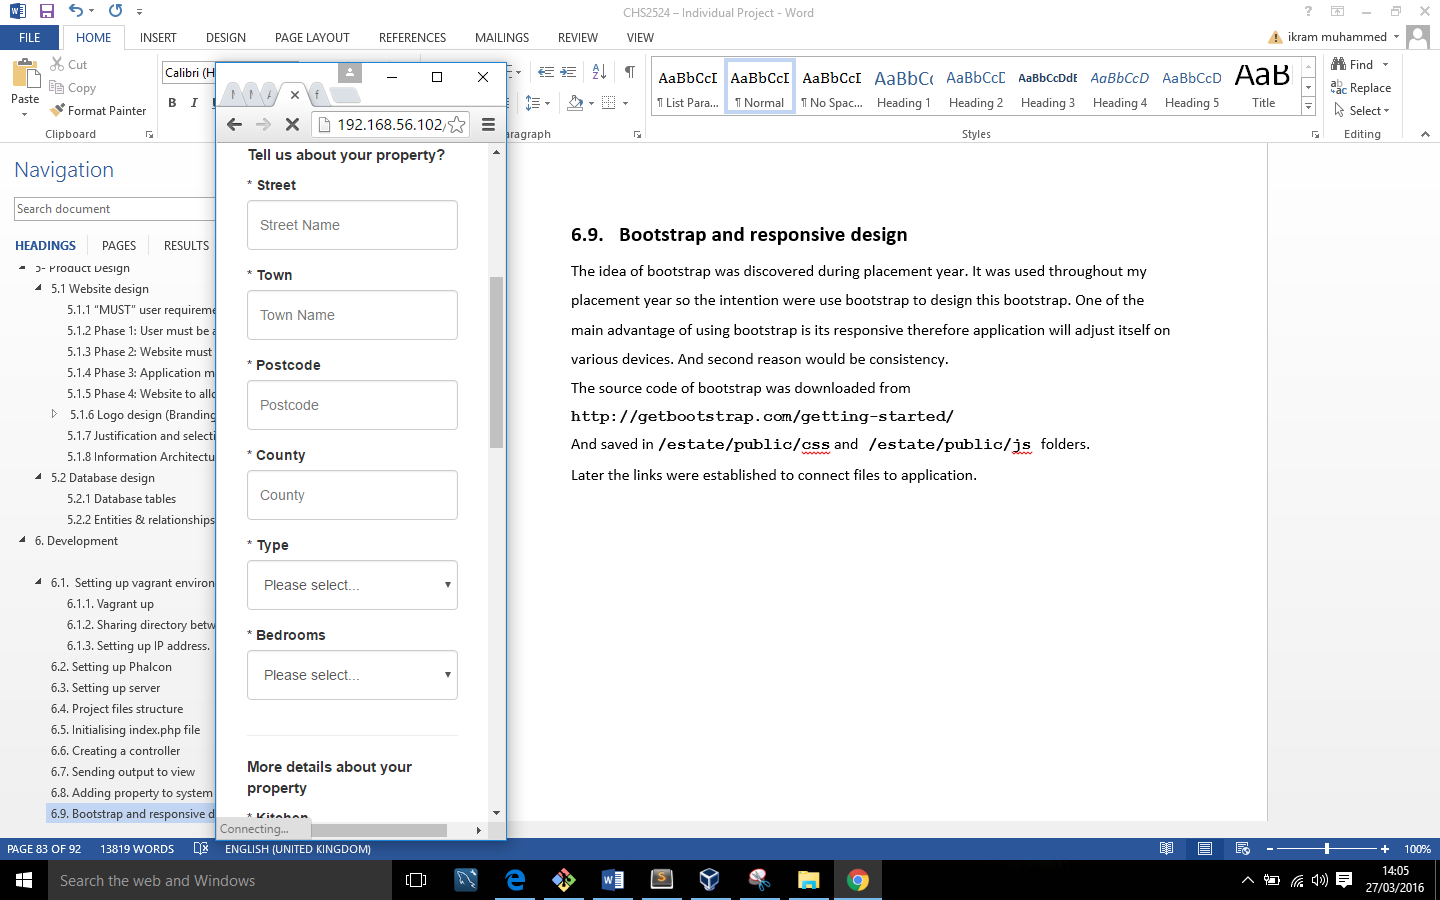 CHS2524 – Individual Project - Word
FILE
HOME
INSERT
DESIGN
PAGE LAYOUT
REFERENCES
MAILINGS
REVIEW
VIEW
ikram muhammed
Paste
Cut
Copy
Format Painter
Clipboard
Calibri (H
B I
aragraph
AaBbCcI
¶ List Para...
AaBbCcI
¶ Normal
AaBbCcI
¶ No Spac...
AaBbCc
Heading 1
AaBbCcD
Heading 2
AaBbCcDdE
Heading 3
AaBbCcD
Heading 4
AaBbCcD
Heading 5
AaB
Title
Styles
Find
Replace
Select
Editing
Navigation
Search document
HEADINGS
PAGES
RESULTS
5- Product Design
5.1 Website design
5.1.1 “MUST” user requireme
5.1.2 Phase 1: User must be a
5.1.3 Phase 2: Website must
5.1.4 Phase 3: Application m
5.1.5 Phase 4: Website to allo
5.1.6 Logo design (Branding
5.1.7 Justification and selecti
5.1.8 Information Architectu
5.2 Database design
5.2.1 Database tables
5.2.2 Entities & relationships
6. Development
6.1. Setting up vagrant environ
6.1.1. Vagrant up
6.1.2. Sharing directory betw
6.1.3. Setting up IP address.
6.2. Setting up Phalcon
6.3. Setting up server
6.4. Project files structure
6.5. Initialising index.php file
6.6. Creating a controller
6.7. Sending output to view
6.8. Adding property to system
6.9. Bootstrap and responsive d
192.168.56.102/
Tell us about your property?
* Street
Street Name
* Town
Town Name
* Postcode
Postcode
* County
County
* Type
Please select...
* Bedrooms
Please select...
More details about your
property
* Kitchen
Connecting...
6.9. Bootstrap and responsive design
The idea of bootstrap was discovered during placement year. It was used throughout my
placement year so the intention were use bootstrap to design this bootstrap. One of the
main advantage of using bootstrap is its responsive therefore application will adjust itself on
various devices. And second reason would be consistency.
The source code of bootstrap was downloaded from
http://getbootstrap.com/getting-started/
And saved in /estate/public/css and /estate/public/js folders.
Later the links were established to connect files to application.
PAGE 83 OF 92
13819 WORDS
ENGLISH (UNITED KINGDOM)
100%
Search the web and Windows
14:05
27/03/2016